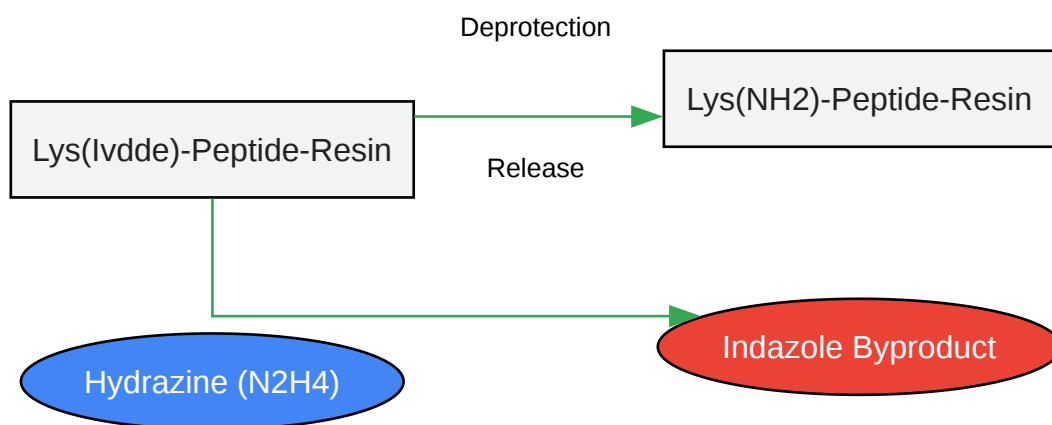 Deprotection
Lys(NH2)-Peptide-Resin
Lys(Ivdde)-Peptide-Resin
Release
Indazole Byproduct
Hydrazine (N2H4)